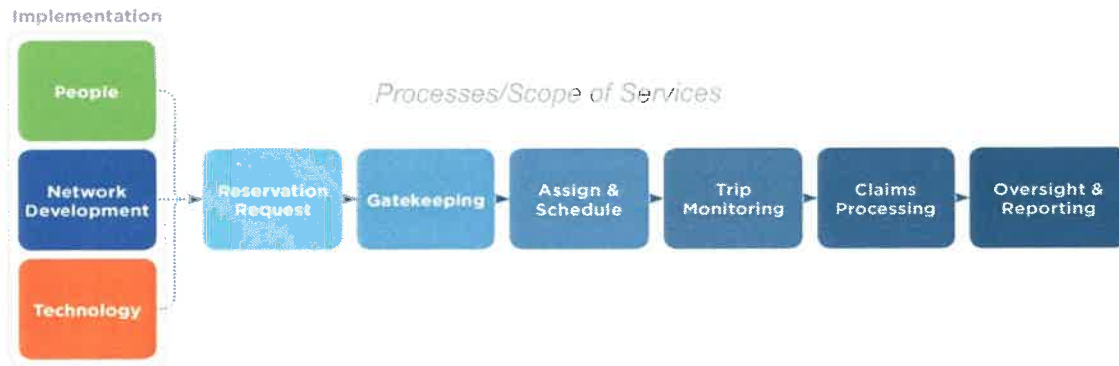 Implementation
People
Processes/Scope of Services
Network
Development
Reservation
Request
Gatekeeping
Assign &
Schedule
Trip
Monitoring
Claims
Processing
Oversight &
Reporting
Technology